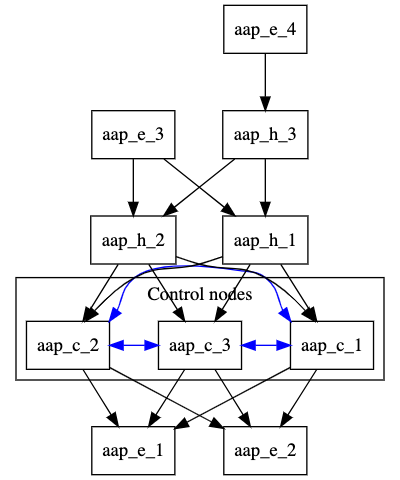 aap_e_4
aap_e_3 aap_h_3
aap_h_2 aap_h_1
Control nodes
aap_c_2 aap_c_3 aap_c_1
aap_e_1 aap_e_2